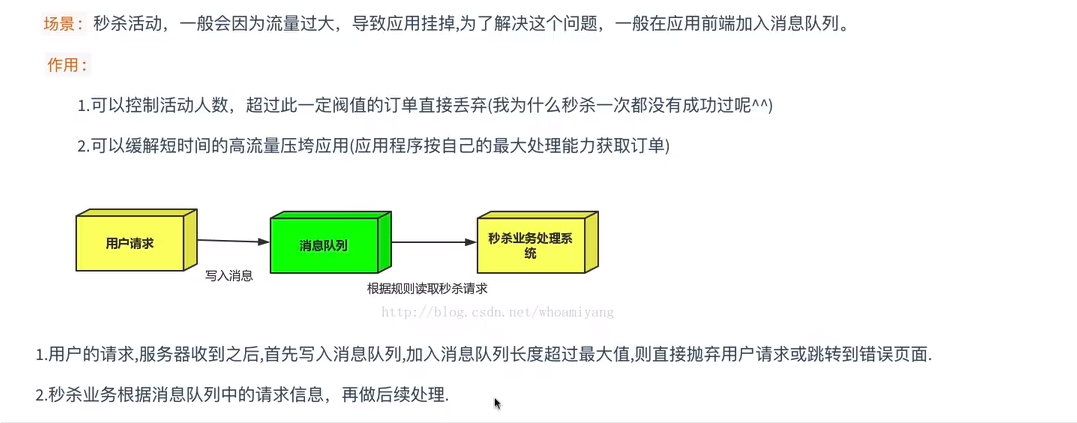 场景：秒杀活动，一般会因为流量过大，导致应用挂掉,为了解决这个问题，一般在应用前端加入消息队列。
作用：
1.可以控制活动人数，超过此一定阀值的订单直接丢弃(我为什么秒杀一次都没有成功过呢^^)
2.可以缓解短时间的高流量压垮应用(应用程序按自己的最大处理能力获取订单)
用户请求
写入消息
消息队列
根据规则读取秒杀请求
秒杀业务处理系
统
http://blog.csdn.net/whoamiyang
1.用户的请求,服务器收到之后,首先写入消息队列,加入消息队列长度超过最大值,则直接抛弃用户请求或跳转到错误页面.
2.秒杀业务根据消息队列中的请求信息，再做后续处理.